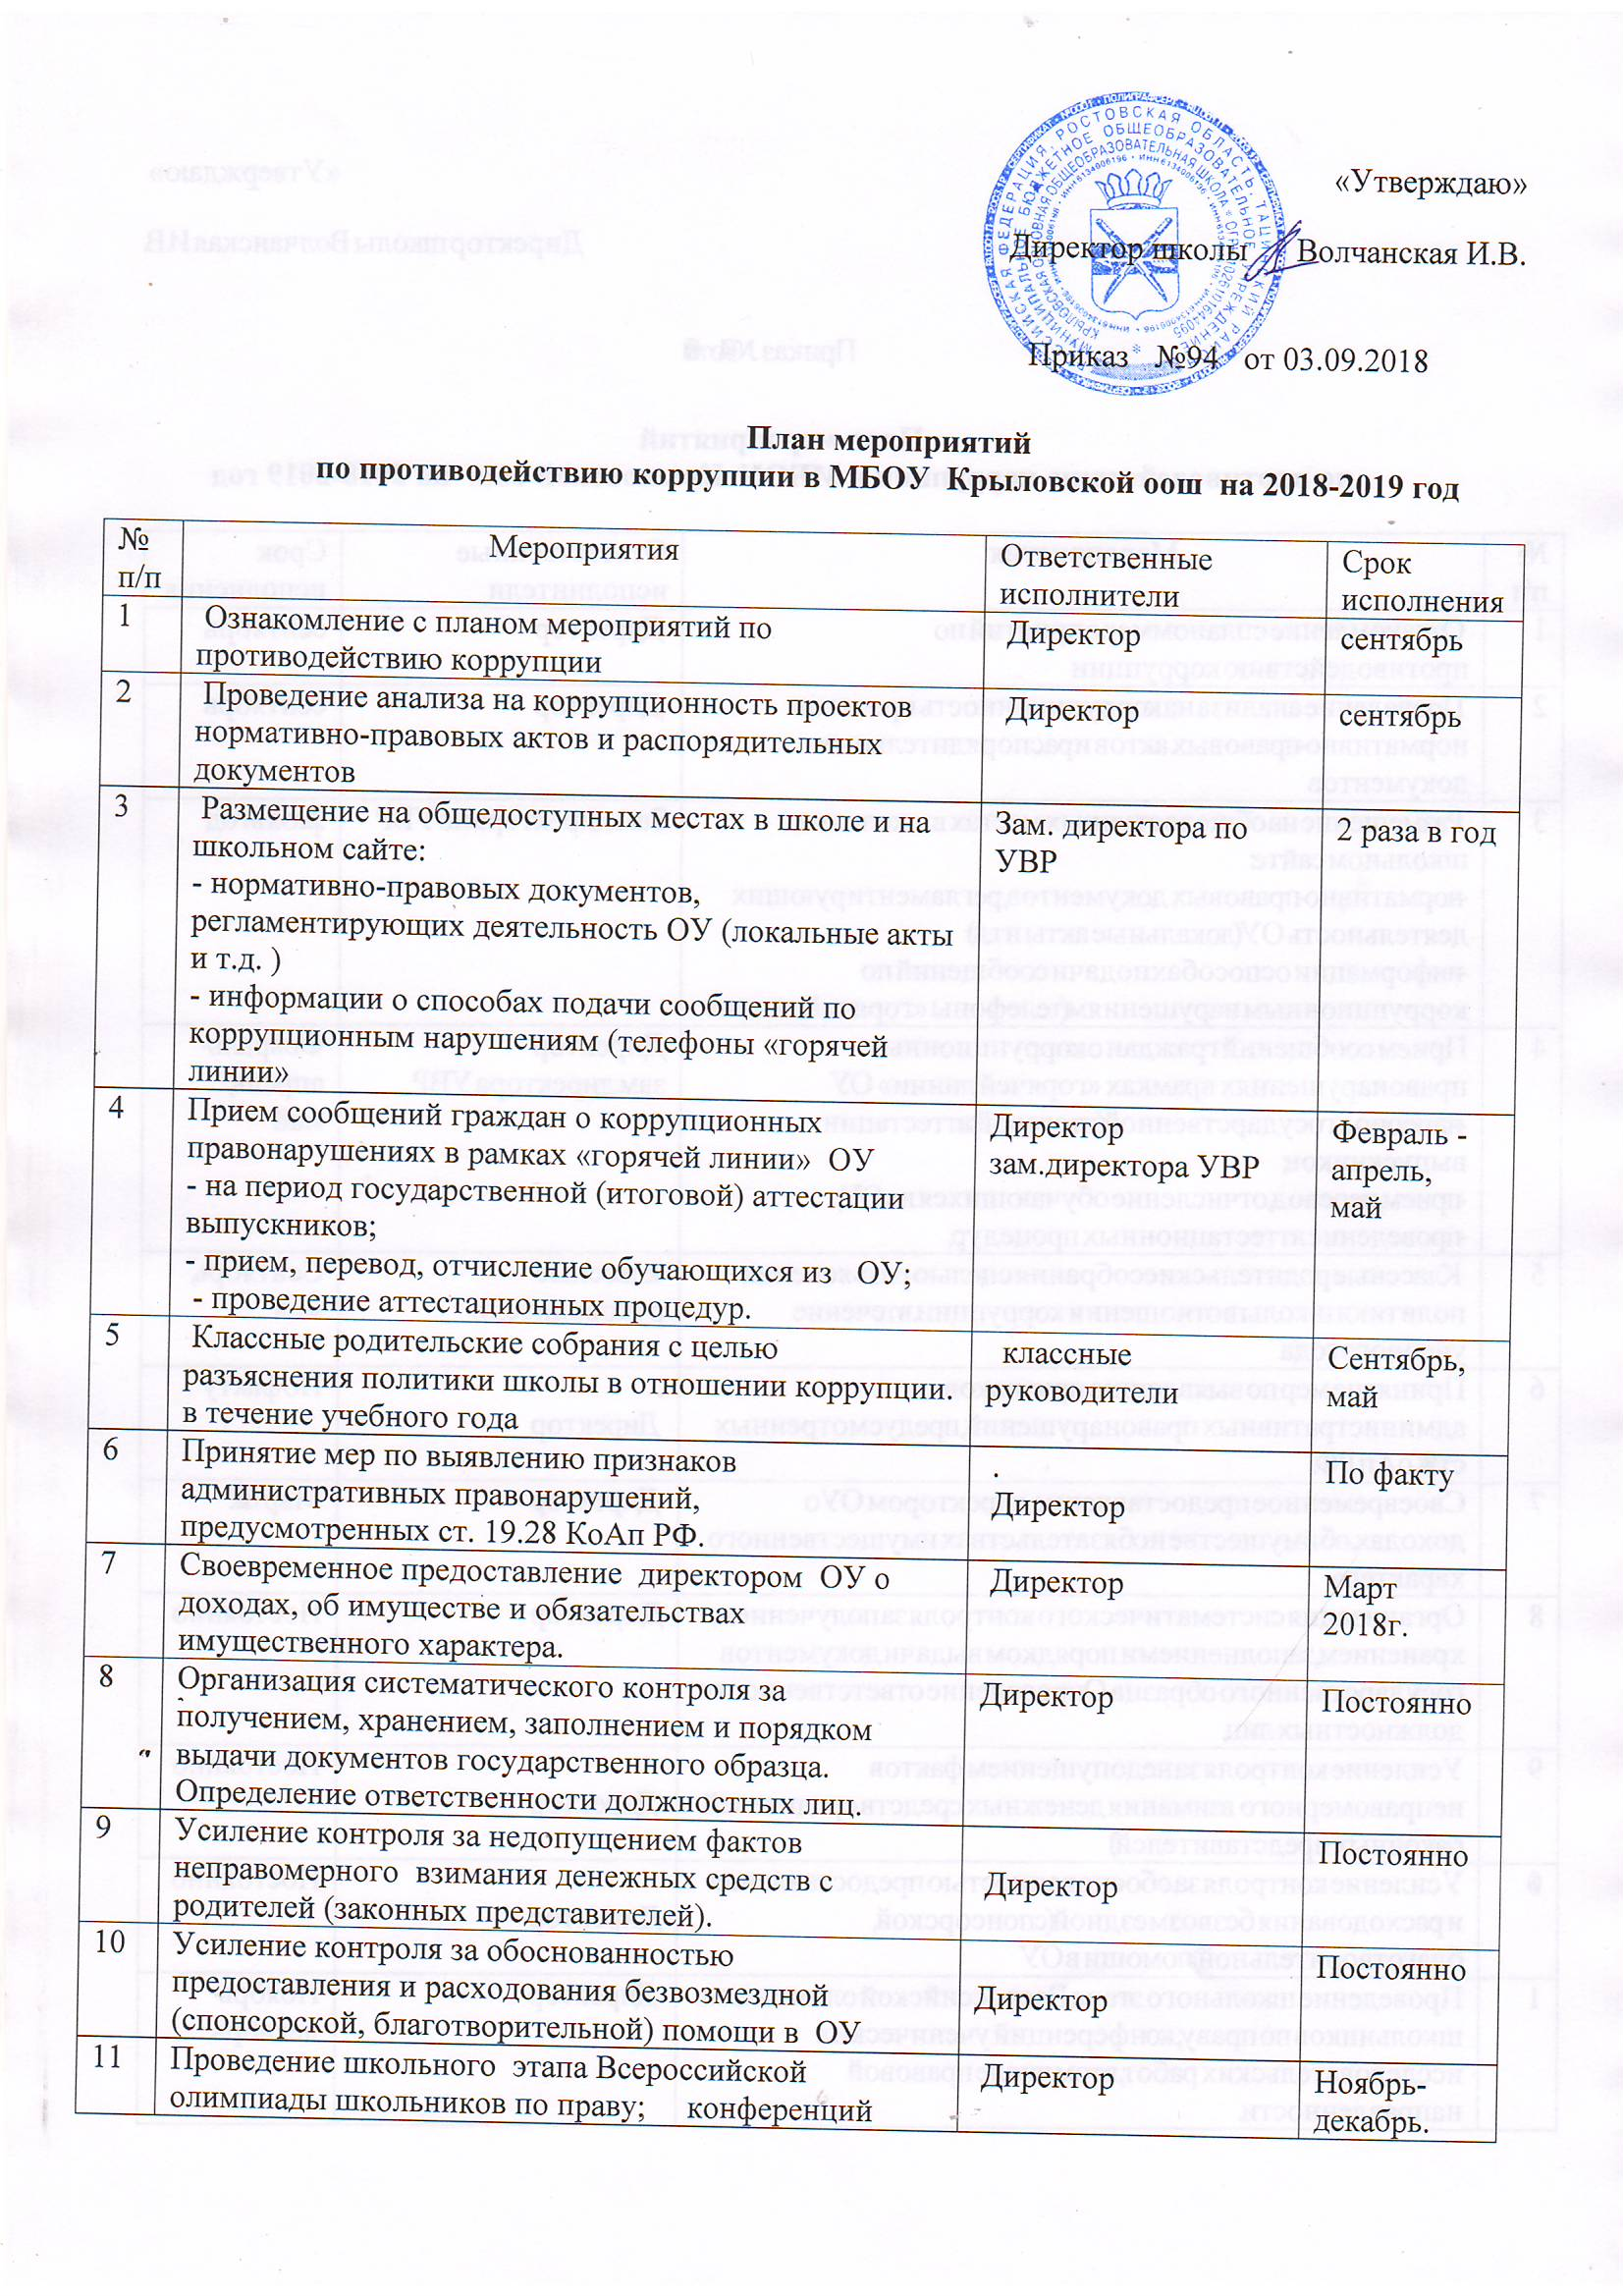 «Утверждаю»
Директор школы Волчанская И.В.
Приказ №94 от 03.09.2018
План мероприятий
по противодействию коррупции в МБОУ Крыловской оош на 2018-2019 год
№ п/п Мероприятия Ответственные исполнители Срок исполнения
1 Ознакомление с планом мероприятий по Директор сентябрь
противодействию коррупции
2 Проведение анализа на коррупционность проектов Директор сентябрь
нормативно-правовых актов и распорядительных
документов
3 Размещение на общедоступных местах в школе и на Зам. директора по 2 раза в год
школьном сайте: УВР
- нормативно-правовых документов,
регламентирующих деятельность ОУ (локальные акты
и т.д. )
- информации о способах подачи сообщений по
коррупционным нарушениям (телефоны «горячей
линии»
4 Прием сообщений граждан о коррупционных Директор Февраль -
правонарушениях в рамках «горячей линии» ОУ зам.директора УВР апрель,
- на период государственной (итоговой) аттестации май
выпускников;
- прием, перевод, отчисление обучающихся из ОУ;
- проведение аттестационных процедур.
5 Классные родительские собрания с целью классные Сентябрь,
разъяснения политики школы в отношении коррупции. руководители май
в течение учебного года
6 Принятие мер по выявлению признаков . По факту
административных правонарушений, Директор
предусмотренных ст. 19.28 КоАп РФ.
7 Своевременное предоставление директором ОУ о Директор Март
доходах, об имуществе и обязательствах 2018г.
имущественного характера.
8 Организация систематического контроля за Директор Постоянно
получением, хранением, заполнением и порядком
выдачи документов государственного образца.
Определение ответственности должностных лиц.
9 Усиление контроля за недопущением фактов Постоянно
неправомерного взимания денежных средств с Директор
родителей (законных представителей).
10 Усиление контроля за обоснованностью Постоянно
предоставления и расходования безвозмездной Директор
(спонсорской, благотворительной) помощи в ОУ
11 Проведение школьного этапа Всероссийской Директор Ноябрь-
олимпиады школьников по праву; конференций декабрь.